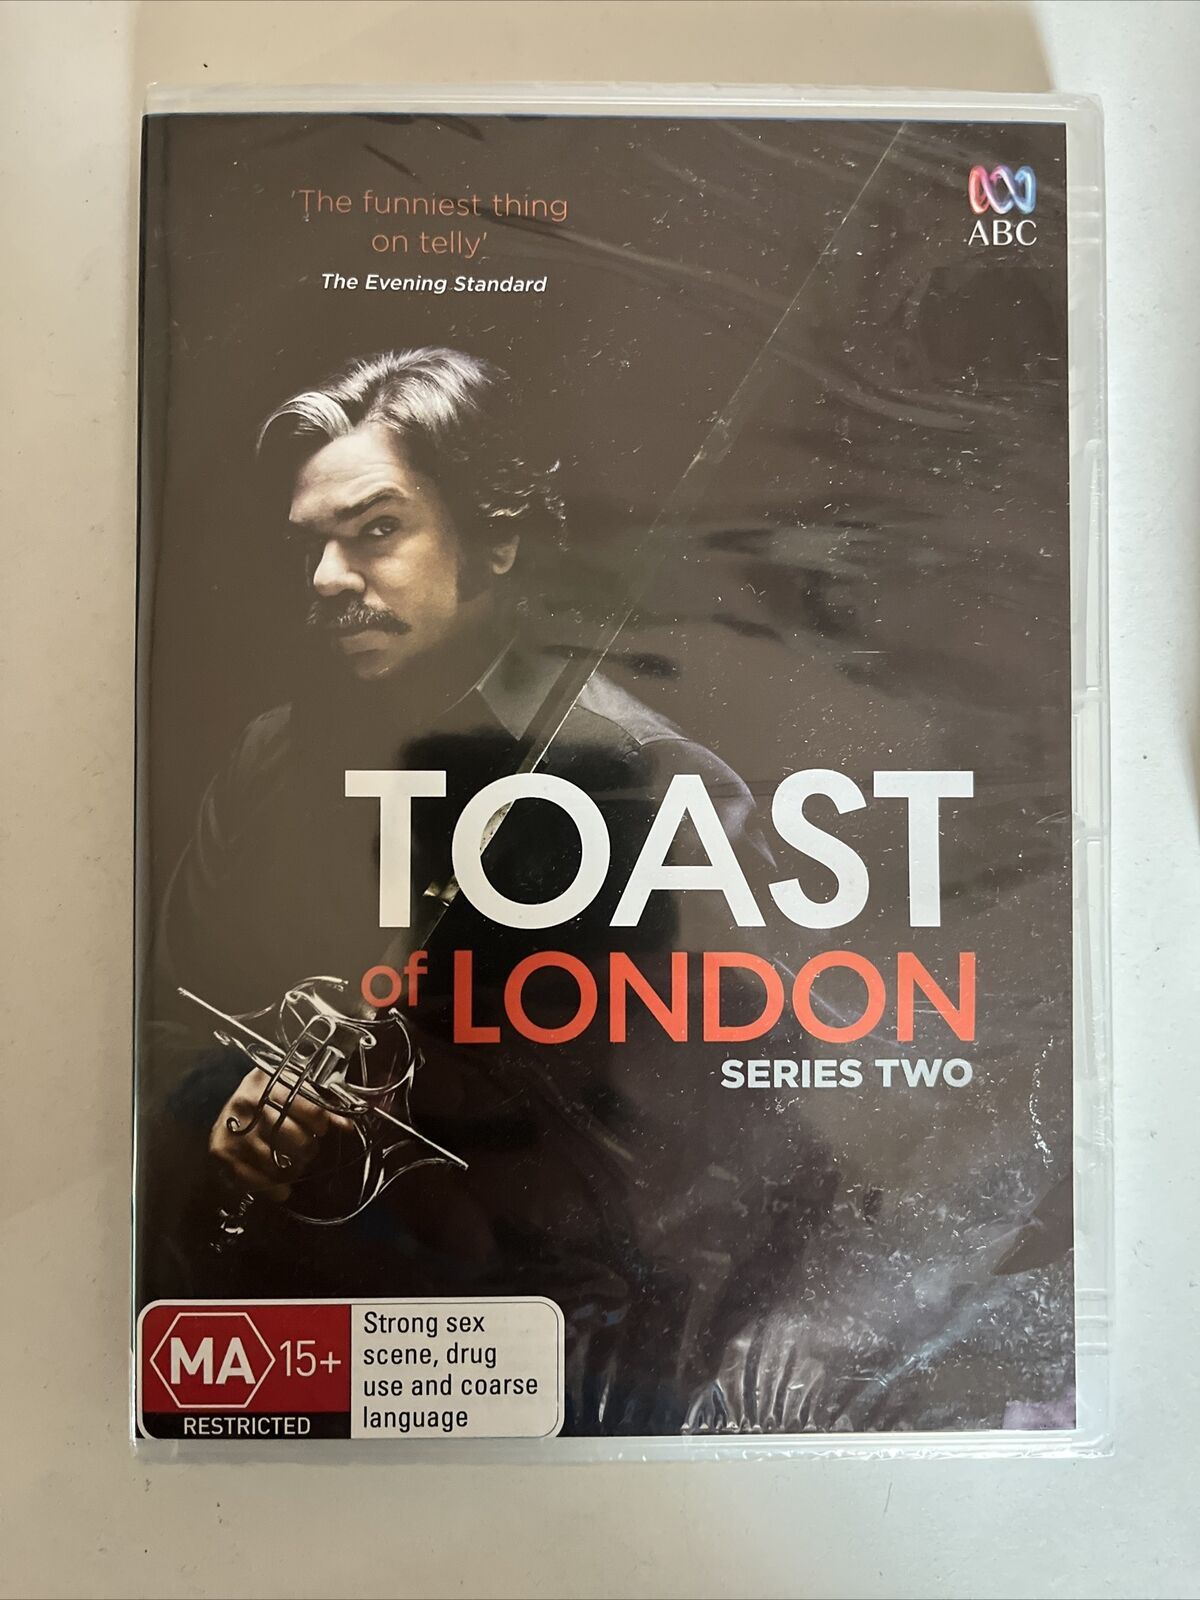 'The funniest thing
on telly'
The Evening Standard
ABC
TOAST
of LONDON
SERIES TWO
MA 15+
RESTRICTED
Strong sex
scene, drug
use and coarse
language